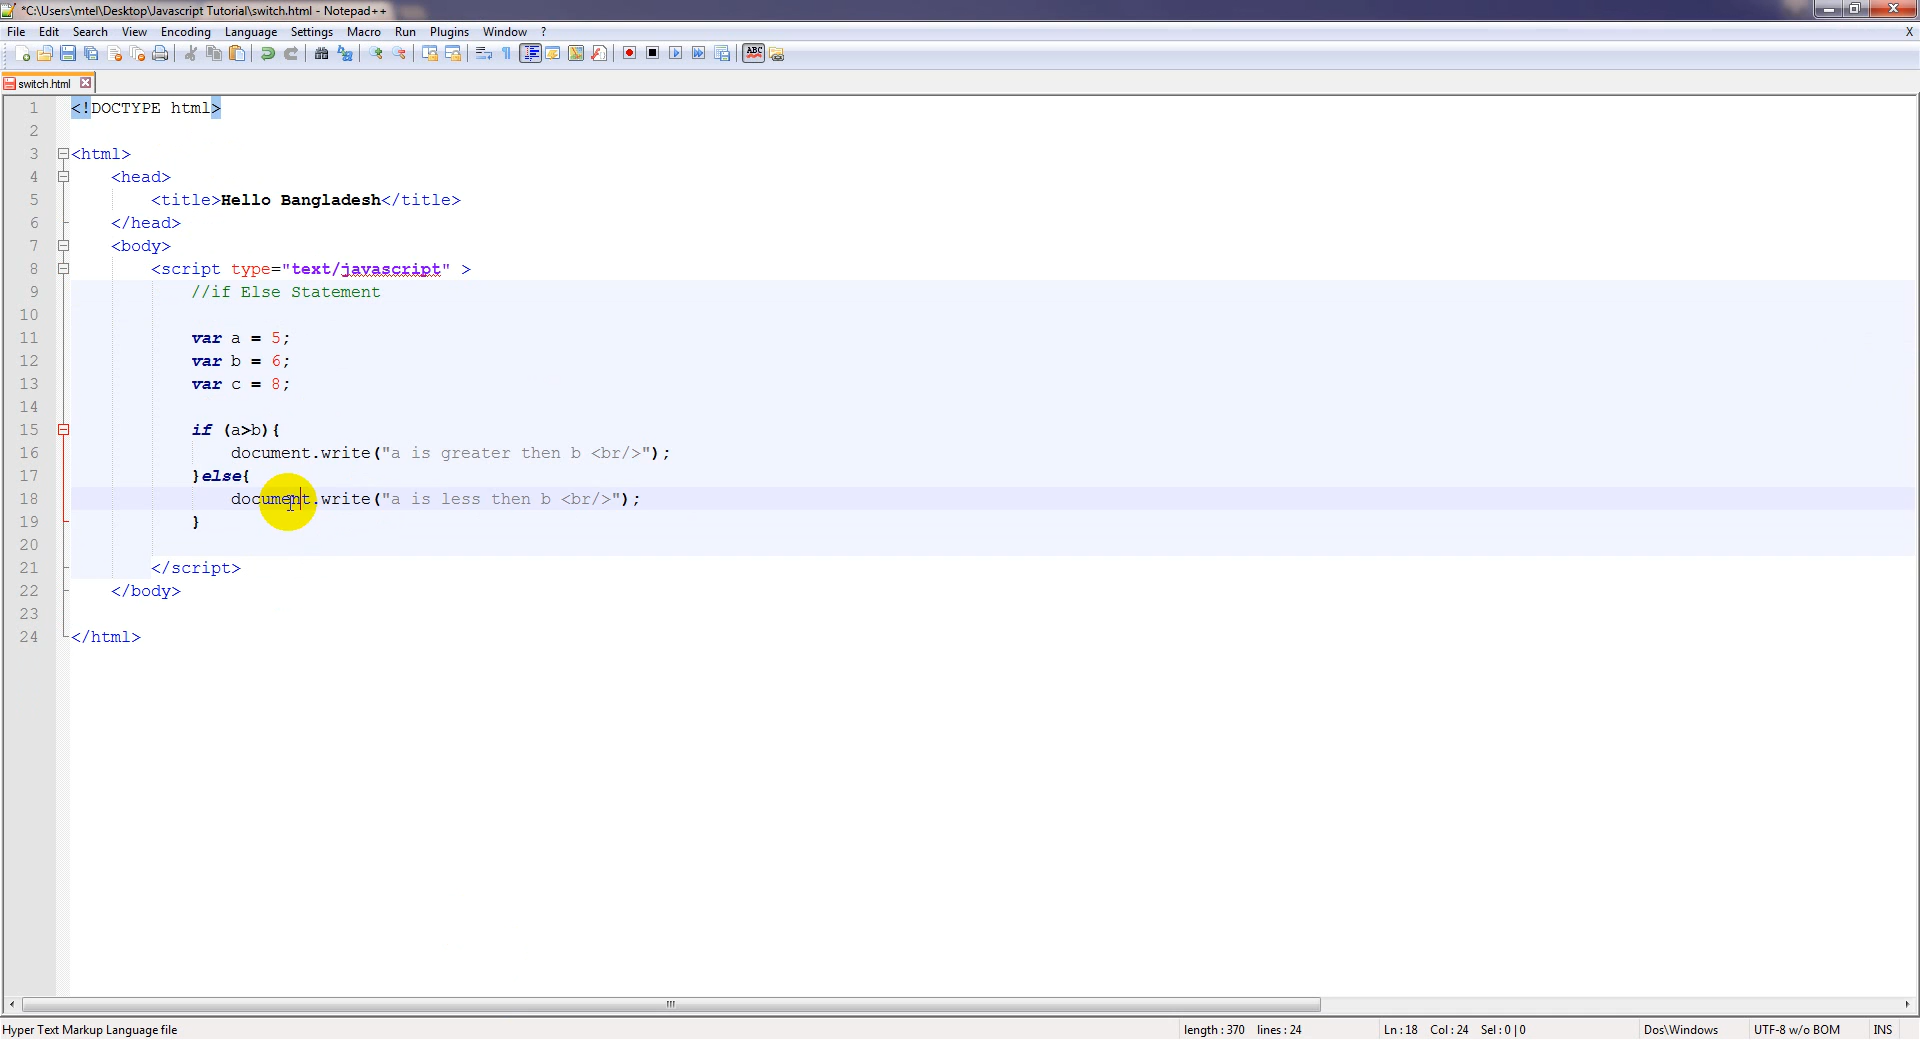 *C:\Users\mtel\Desktop\Javascript Tutorial\switch.html - Notepad++
File Edit Search View Encoding Language Settings Macro Run Plugins Window ? X
ABC
switch.html
1 <!DOCTYPE html>
2
3 <html>
4 <head>
5 <title>Hello Bangladesh</title>
6 </head>
7 <body>
8 <script type="text/javascript" >
9 //if Else Statement
10
11 var a = 5;
12 var b = 6;
13 var c = 8;
14
15 if (a>b){
16 document.write("a is greater then b <br/>");
17 }else{
18 document.write("a is less then b <br/>");
19 }
20
21 </script>
22 </body>
23
24 </html>
Hyper Text Markup Language file length : 370 lines : 24 Ln : 18 Col : 24 Sel : 0 | 0 Dos\Windows UTF-8 w/o BOM INS